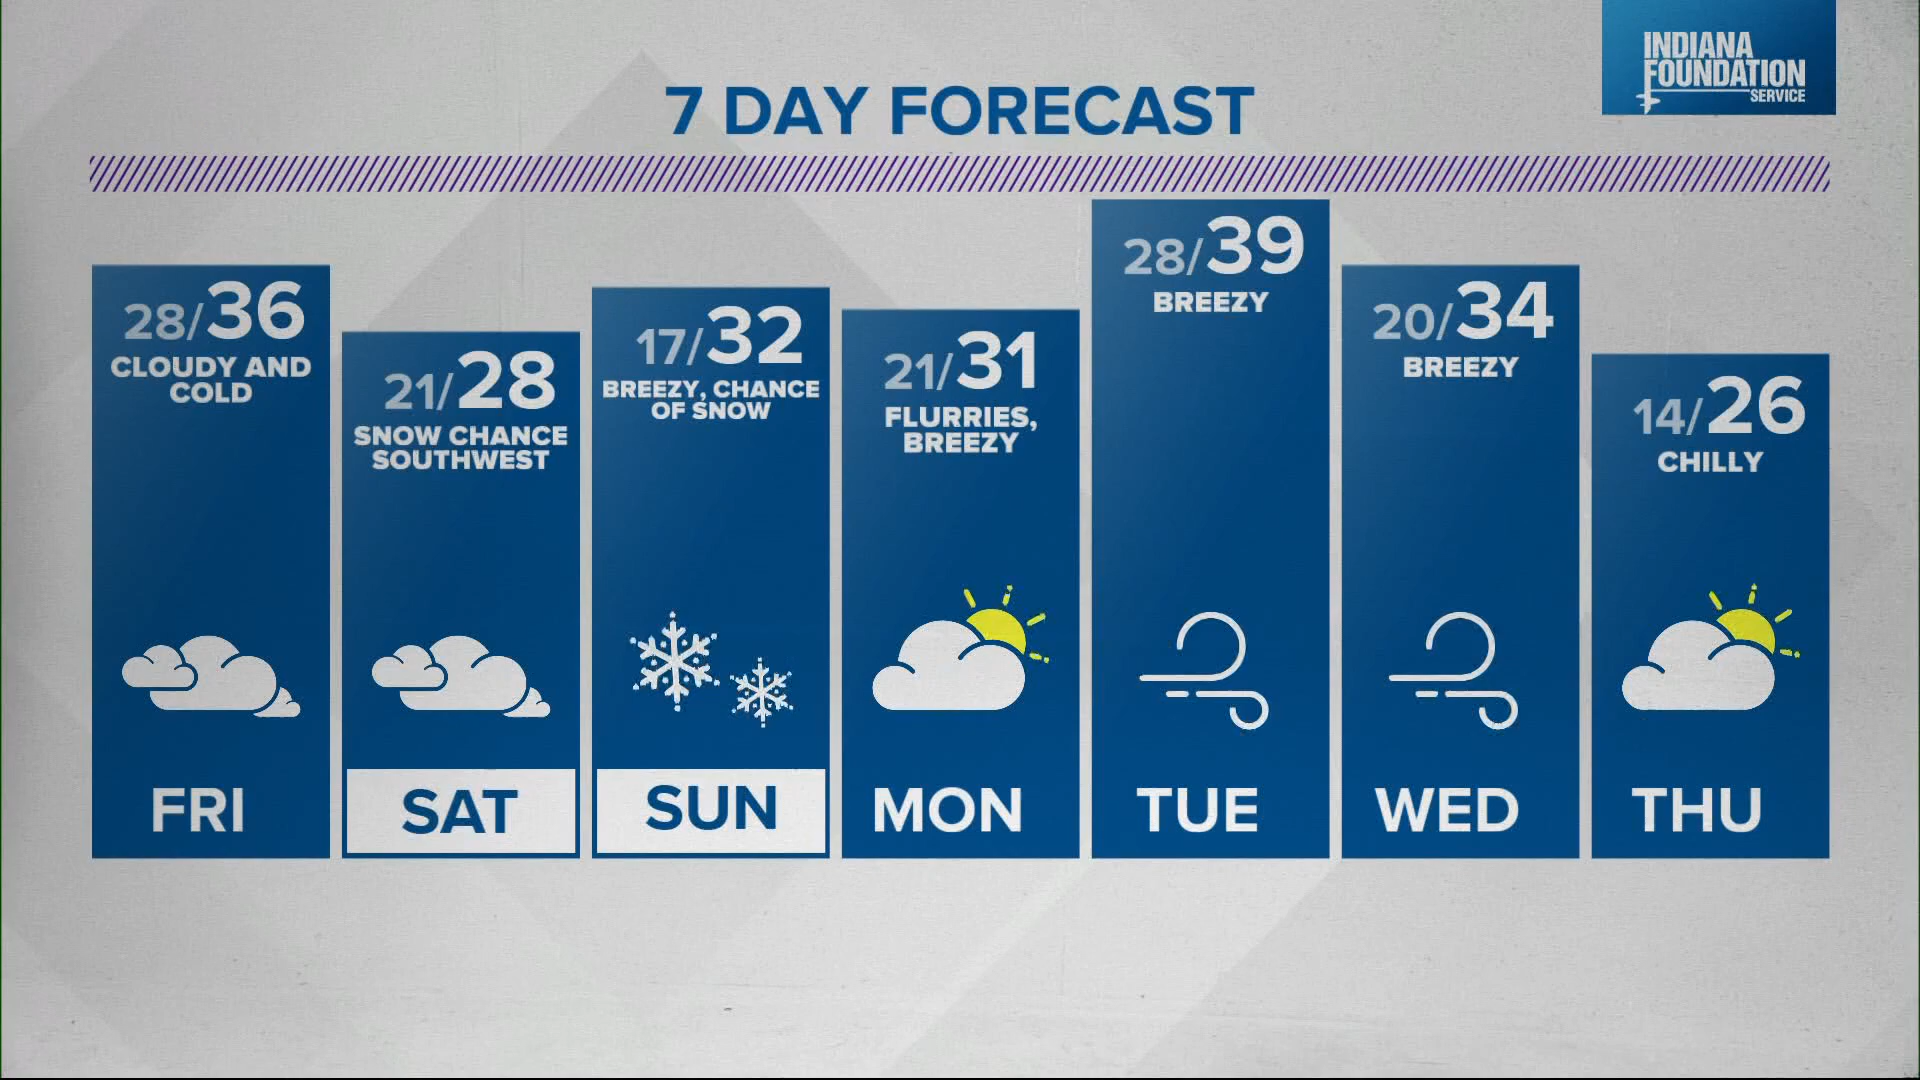 INDIANA
FOUNDATION
SERVICE
7 DAY FORECAST
28/36
CLOUDY AND
COLD
FRI
21/28
SNOW CHANCE
SOUTHWEST
SAT
17/32
BREEZY, CHANCE
OF SNOW
SUN
21/31
FLURRIES,
BREEZY
MON
28/39
BREEZY
TUE
20/34
BREEZY
WED
14/26
CHILLY
THU